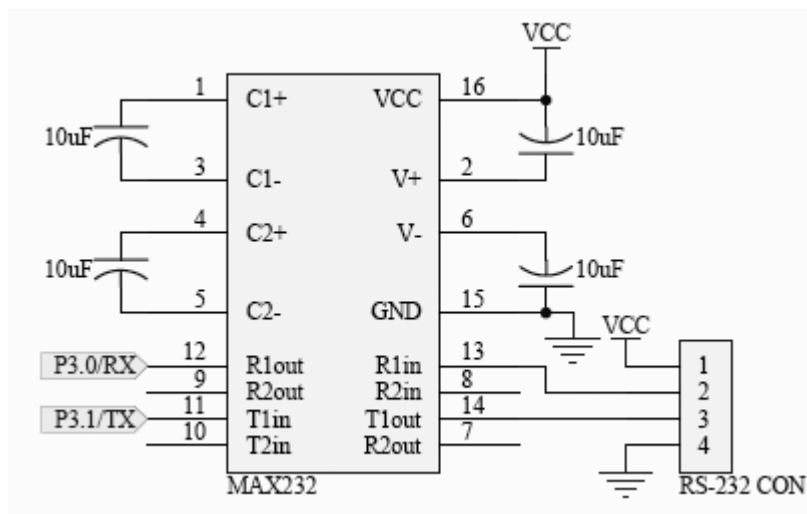 VCC
1 C1+ VCC 16
10uF 10uF
3 C1- V+ 2
4 C2+ V- 6
10uF 10uF
5 C2- GND 15
VCC
P3.0/RX 12 R1out R1in 13 1
9 R2out R2in 8 2
P3.1/TX 11 T1in T1out 14 3
10 T2in R2out 7 4
MAX232 RS-232 CON